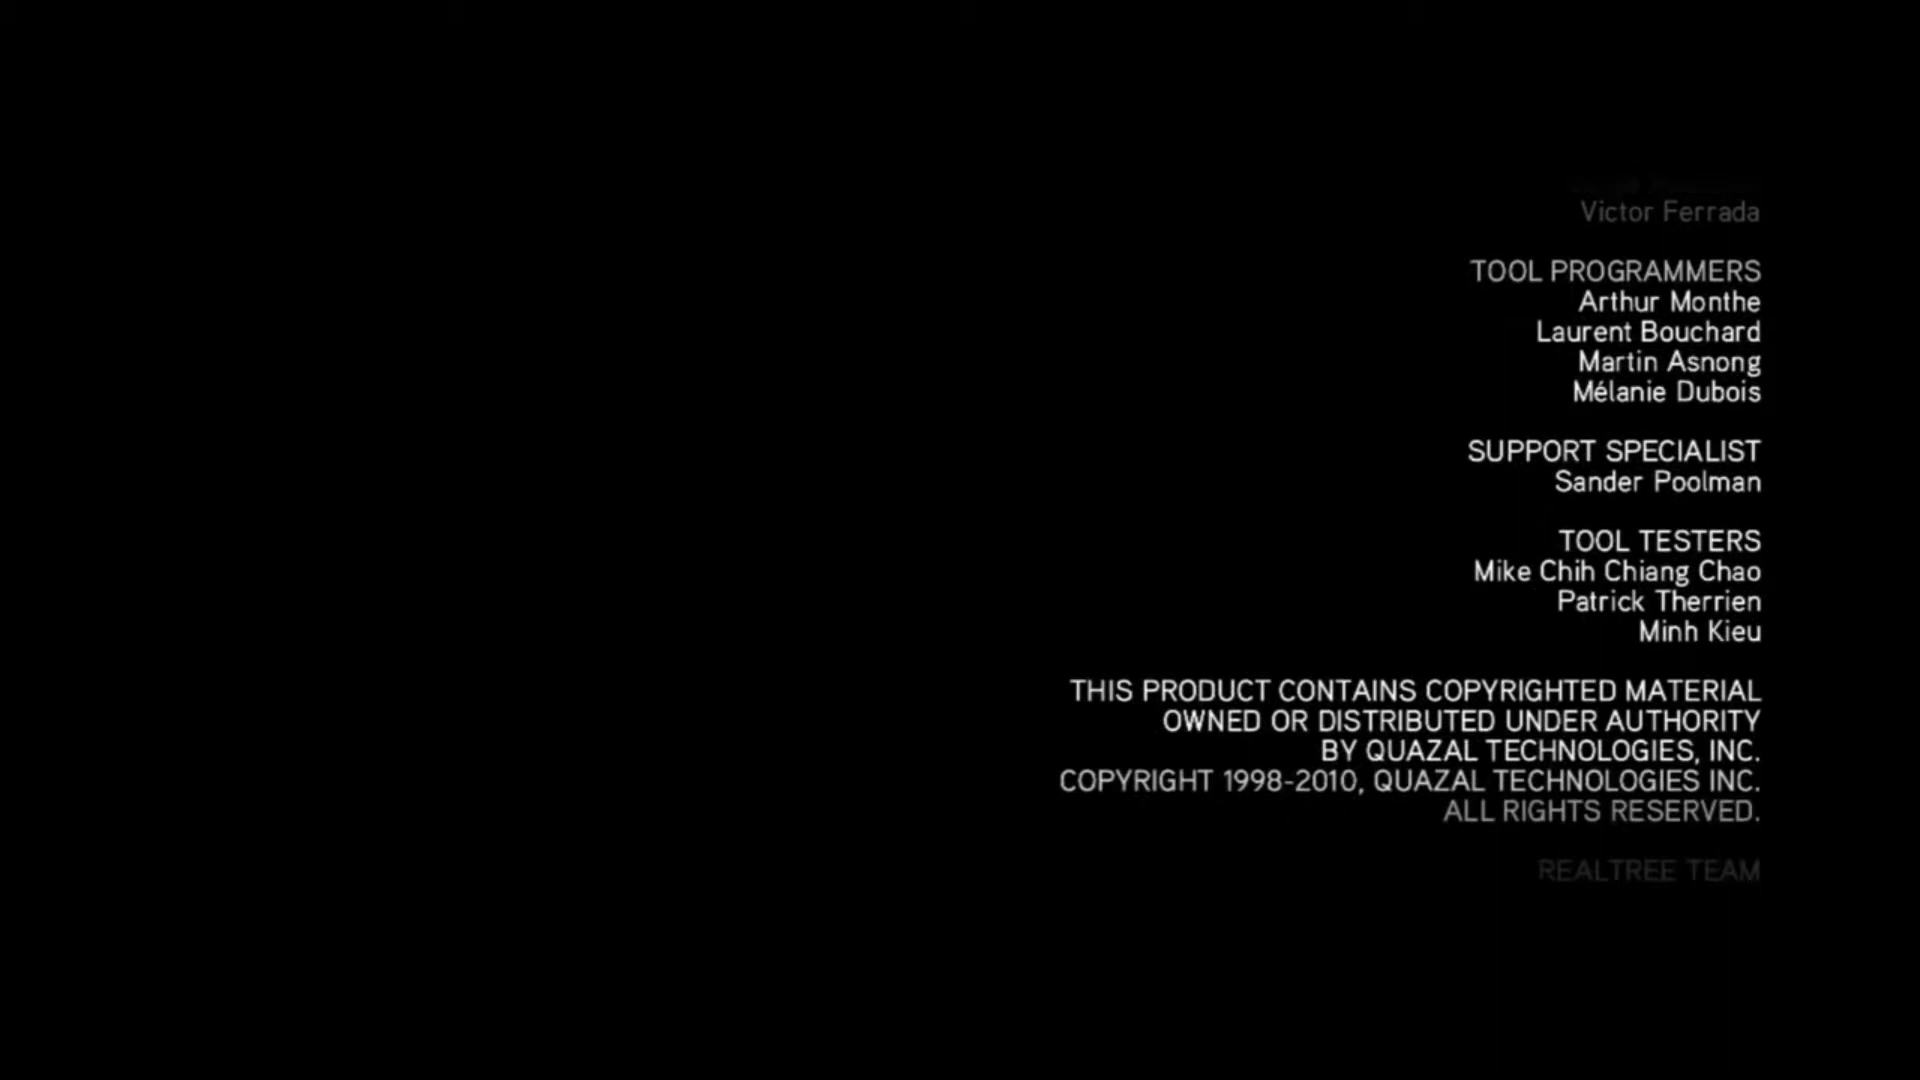 Victor Ferrada
TOOL PROGRAMMERS
Arthur Monthe
Laurent Bouchard
Martin Asnong
Mélanie Dubois
SUPPORT SPECIALIST
Sander Poolman
TOOL TESTERS
Mike Chih Chiang Chao
Patrick Therrien
Minh Kieu
THIS PRODUCT CONTAINS COPYRIGHTED MATERIAL
OWNED OR DISTRIBUTED UNDER AUTHORITY
BY QUAZAL TECHNOLOGIES, INC.
COPYRIGHT 1998-2010, QUAZAL TECHNOLOGIES INC.
ALL RIGHTS RESERVED.
REALTREE TEAM